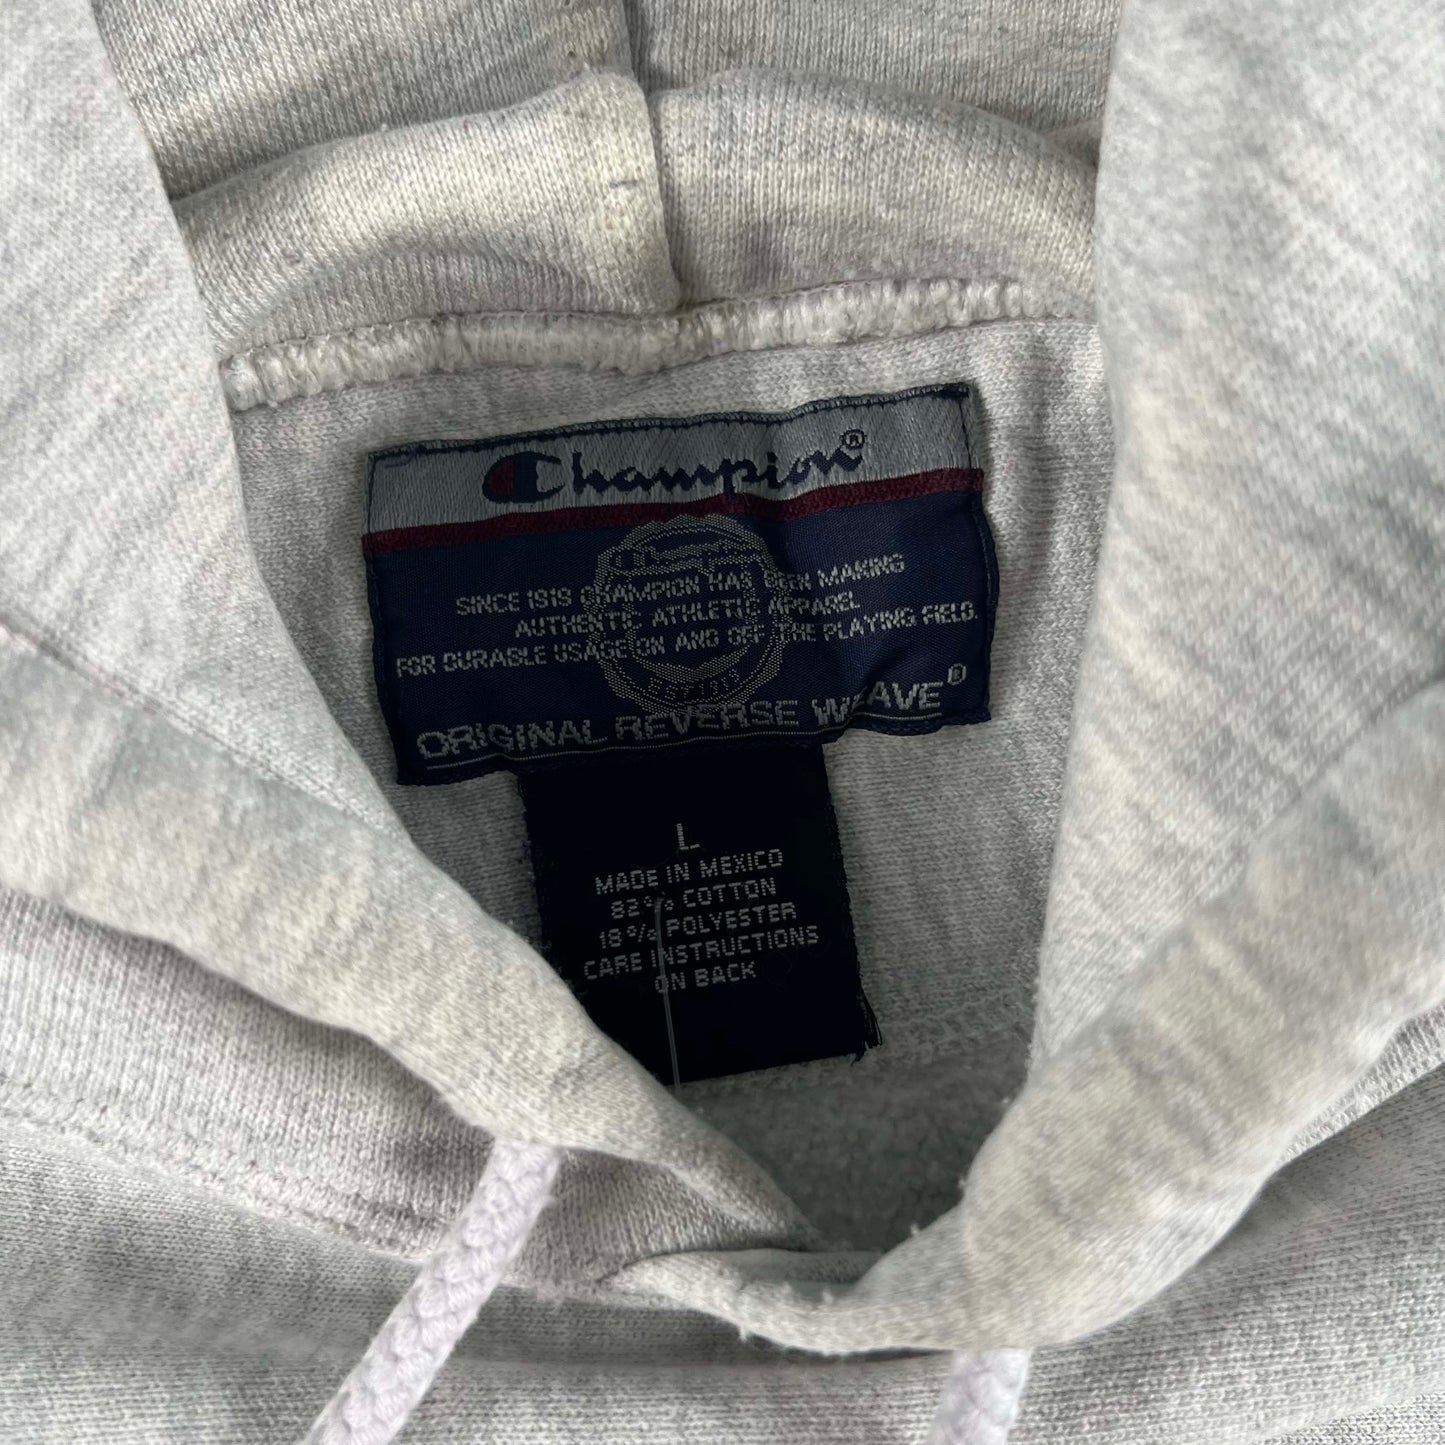 Champion®
SINCE 1919 CHAMPION HAS BEEN MAKING
AUTHENTIC ATHLETIC APPAREL
FOR DURABLE USAGE ON AND OFF THE PLAYING FIELD.
ORIGINAL REVERSE WEAVE®
L
MADE IN MEXICO
82% COTTON
18% POLYESTER
CARE INSTRUCTIONS
ON BACK